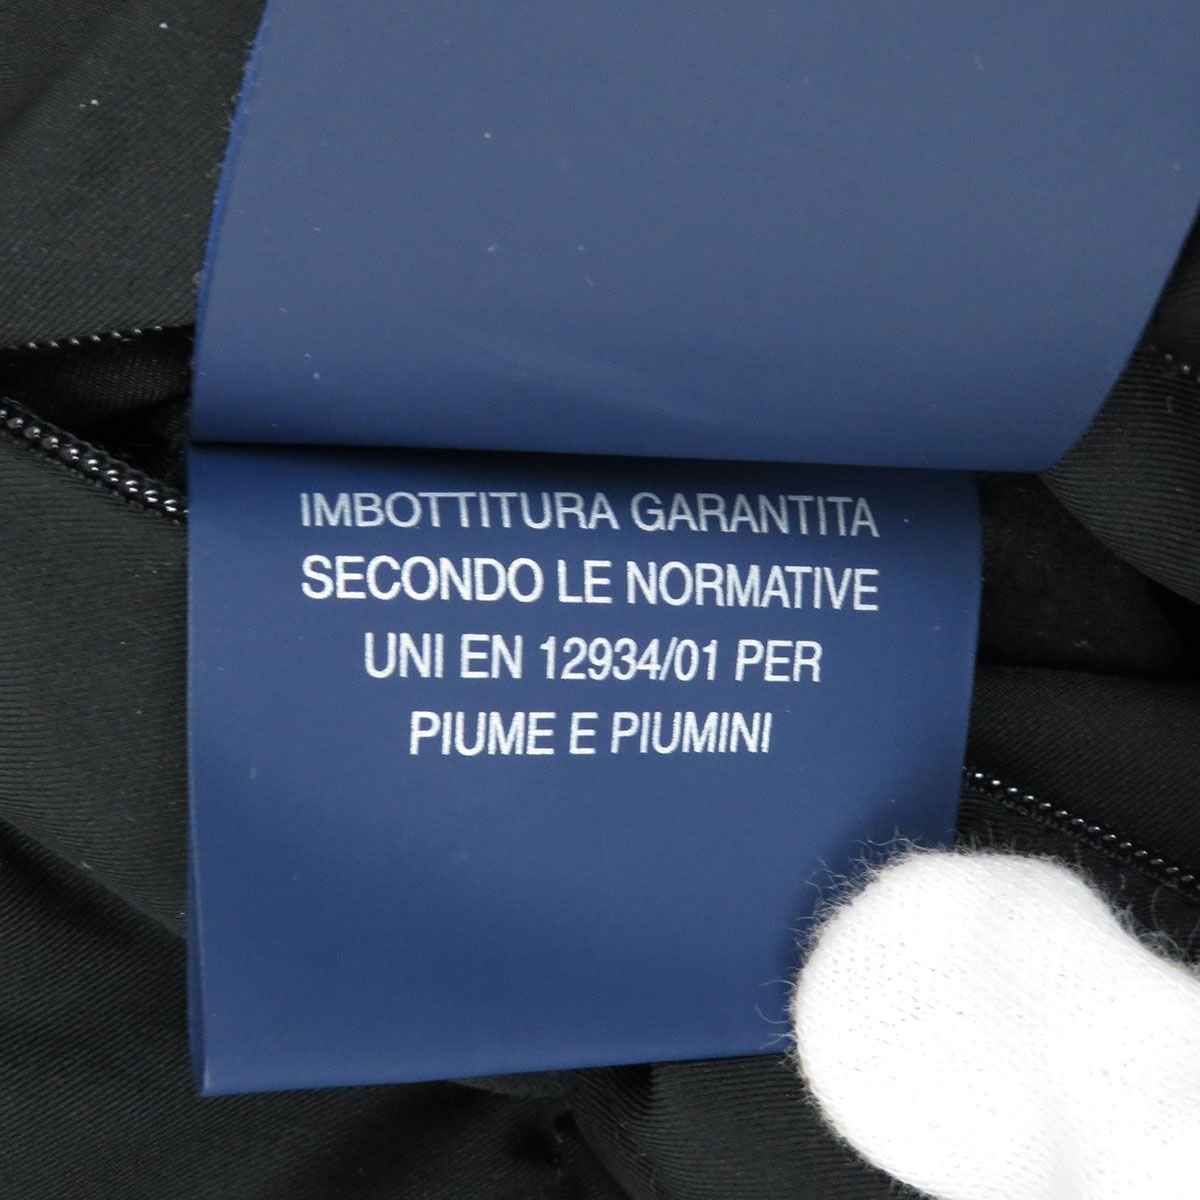 IMBOTTITURA GARANTITA
SECONDO LE NORMATIVE
UNI EN 12934/01 PER
PIUME E PIUMINI